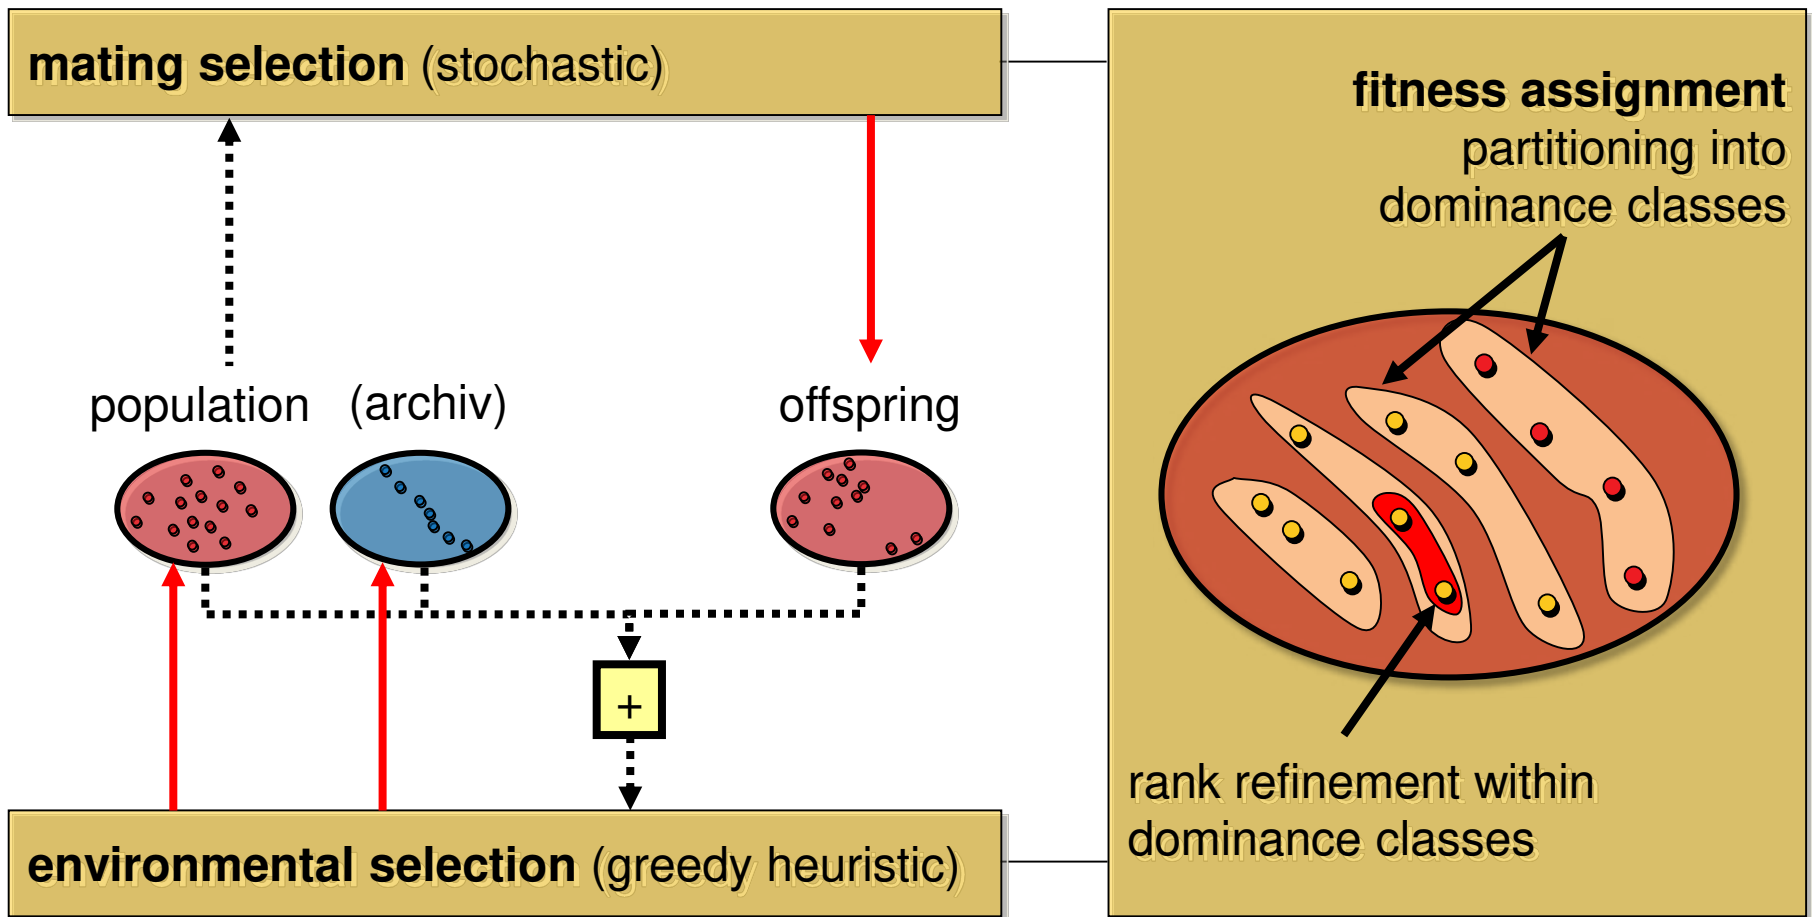 mating selection (stochastic)
fitness assignment
partitioning into
dominance classes
population
(archiv)
offspring
+
rank refinement within
dominance classes
environmental selection (greedy heuristic)